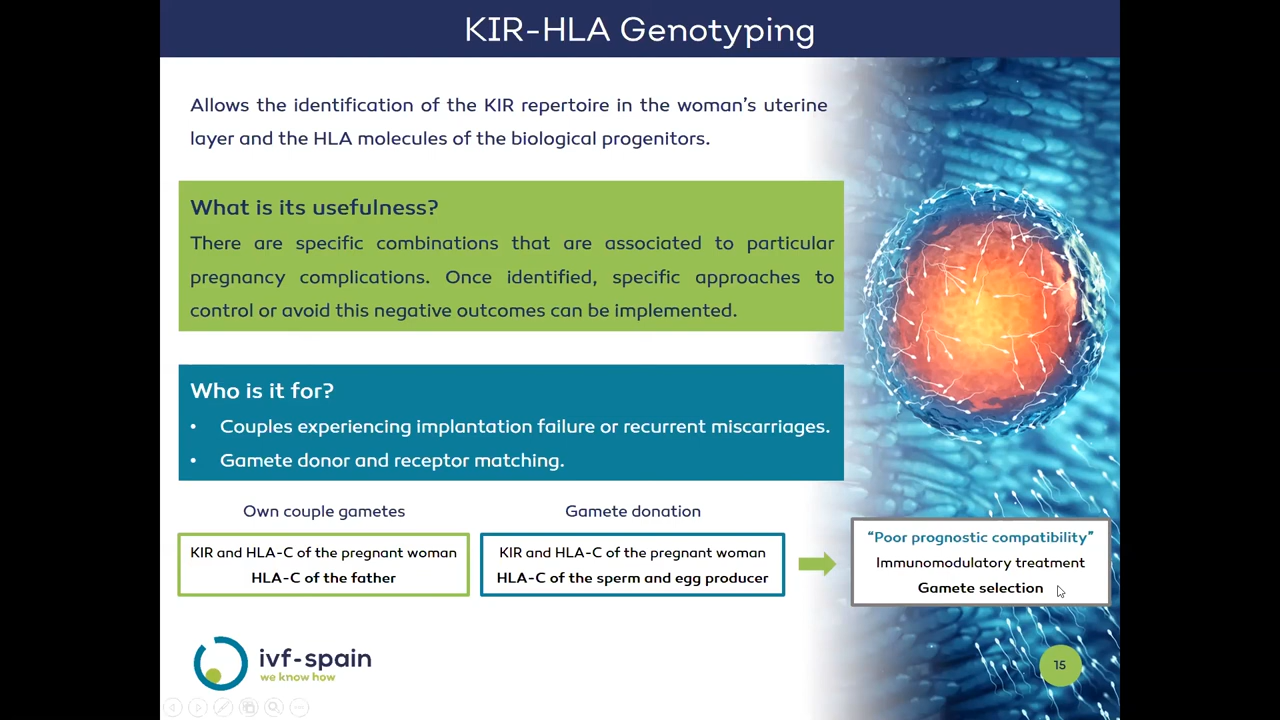 KIR-HLA Genotyping
Allows the identification of the KIR repertoire in the woman's uterine
layer and the HLA molecules of the biological progenitors.
What is its usefulness?
There are specific combinations that are associated to particular
pregnancy complications. Once identified, specific approaches to
control or avoid this negative outcomes can be implemented.
Who is it for?
• Couples experiencing implantation failure or recurrent miscarriages.
• Gamete donor and receptor matching.
Own couple gametes
KIR and HLA-C of the pregnant woman
HLA-C of the father
Gamete donation
KIR and HLA-C of the pregnant woman
HLA-C of the sperm and egg producer
"Poor prognostic compatibility"
Immunomodulatory treatment
Gamete selection
ivf-spain
we know how
15